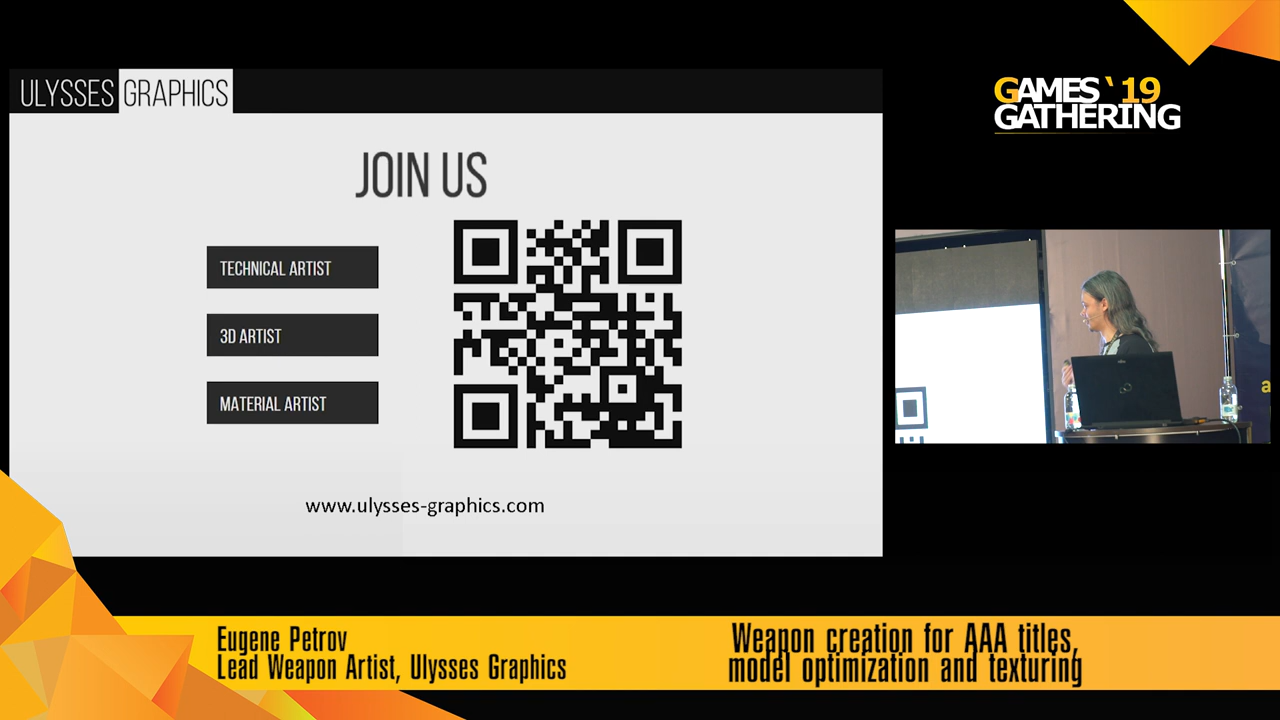 ULYSSES GRAPHICS
GAMES `19
GATHERING
JOIN US
TECHNICAL ARTIST
3D ARTIST
MATERIAL ARTIST
www.ulysses-graphics.com
Eugene Petrov
Lead Weapon Artist, Ulysses Graphics
Weapon creation for AAA titles,
model optimization and texturing